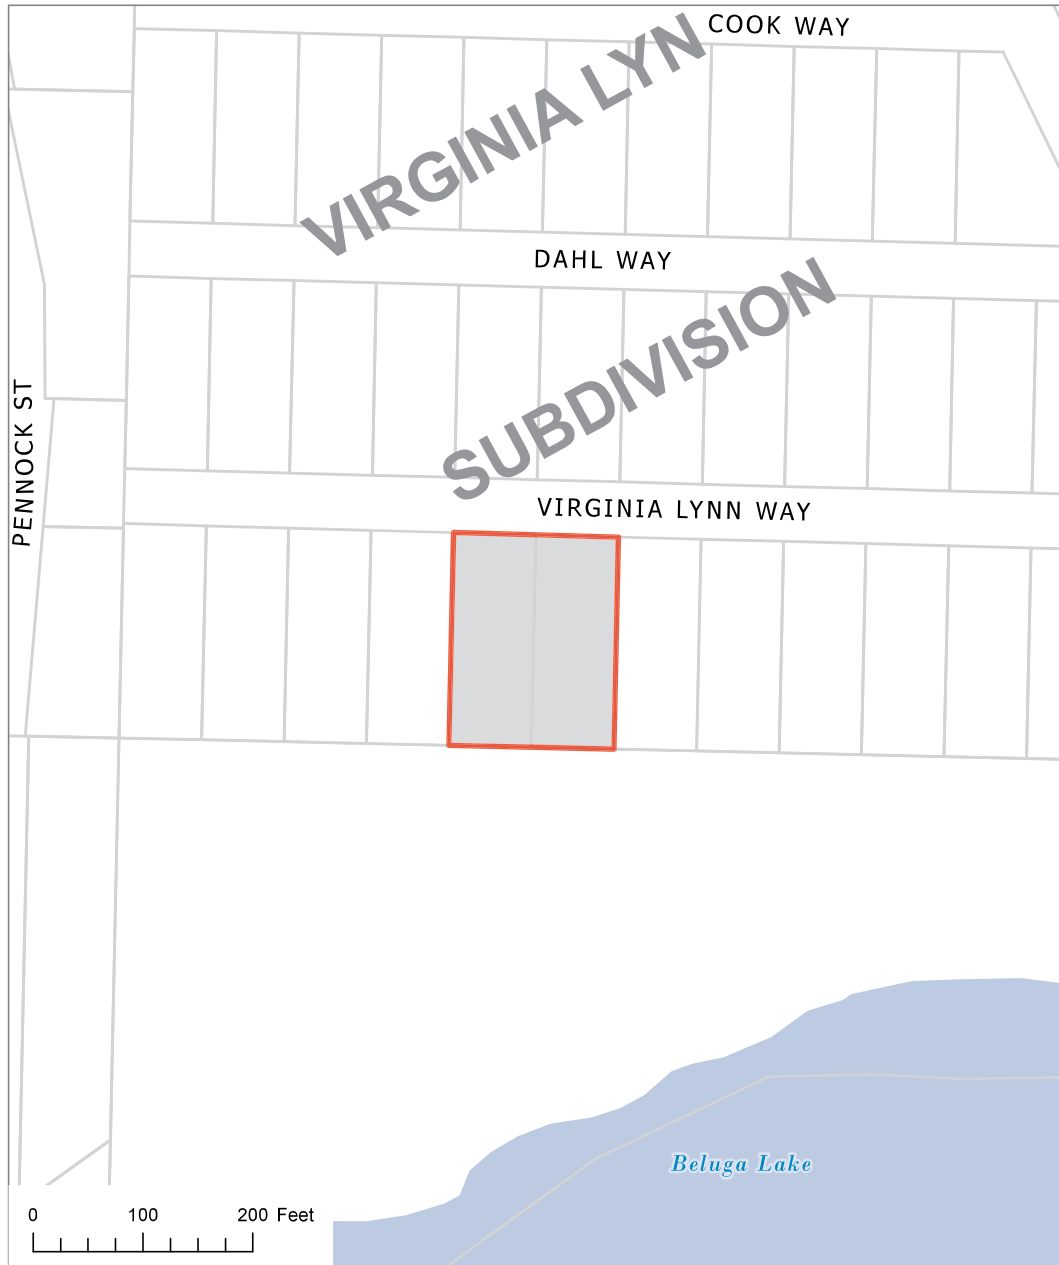 COOK WAY
VIRGINIA LYN
DAHL WAY
SUBDIVISION
PENNOCK ST
VIRGINIA LYNN WAY
Beluga Lake
0 100 200 Feet